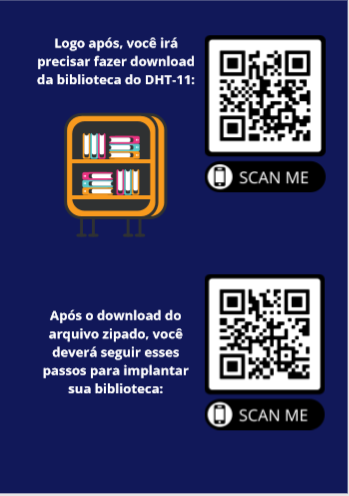 Logo após, você irá
precisar fazer download
da biblioteca do DHT-11:
SCAN ME
Após o download do
arquivo zipado, você
deverá seguir esses
passos para implantar
sua biblioteca:
SCAN ME